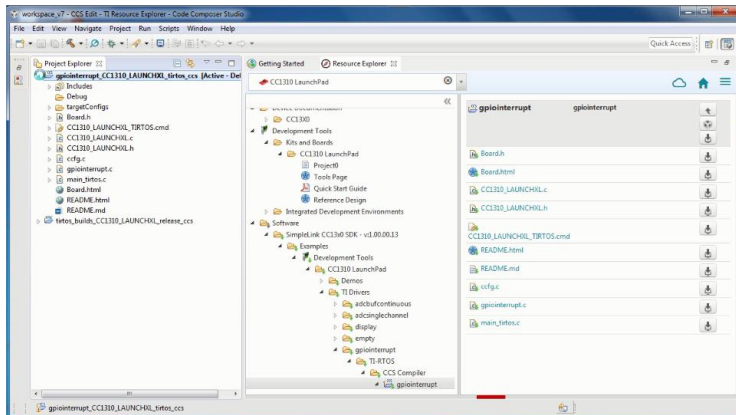 workspace_v7 - CCS Edit - TI Resource Explorer - Code Composer Studio
File Edit View Navigate Project Run Scripts Window Help
Quick Access
Project Explorer
gpiointerrupt_CC1310_LAUNCHXL_tirtos_ccs [Active - Del
Includes
Debug
targetConfigs
Board.h
CC1310_LAUNCHXL_TIRTOS.cmd
CC1310_LAUNCHXL.c
CC1310_LAUNCHXL.h
ccfg.c
gpiointerrupt.c
main_tirtos.c
Board.html
README.html
README.md
tirtos_builds_CC1310_LAUNCHXL_release_ccs
Getting Started Resource Explorer
CC1310 LaunchPad
Device Documentation
CC13X0
Development Tools
Kits and Boards
CC1310 LaunchPad
Project0
Tools Page
Quick Start Guide
Reference Design
Integrated Development Environments
Software
SimpleLink CC13x0 SDK - v:1.00.00.13
Examples
Development Tools
CC1310 LaunchPad
Demos
TI Drivers
adcbufcontinuous
adcsinglechannel
display
empty
gpiointerrupt
TI-RTOS
CCS Compiler
gpiointerrupt
gpiointerrupt gpiointerrupt
Board.h
Board.html
CC1310_LAUNCHXL.c
CC1310_LAUNCHXL.h
CC1310_LAUNCHXL_TIRTOS.cmd
README.html
README.md
ccfg.c
gpiointerrupt.c
main_tirtos.c
gpiointerrupt_CC1310_LAUNCHXL_tirtos_ccs